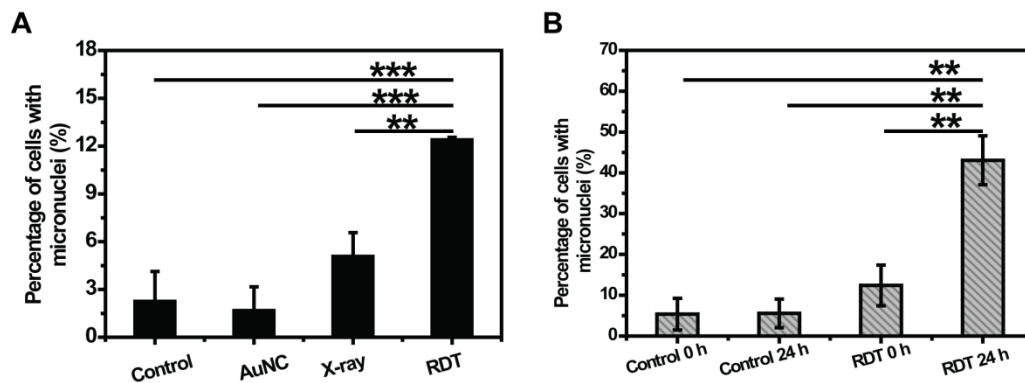 A
Percentage of cells with
micronuclei (%)
18
15
12
9
6
3
0
***
***
**
Control
AuNC
X-ray
RDT
B
Percentage of cells with
micronuclei (%)
70
60
50
40
30
20
10
0
**
**
**
Control 0 h
Control 24 h
RDT 0 h
RDT 24 h